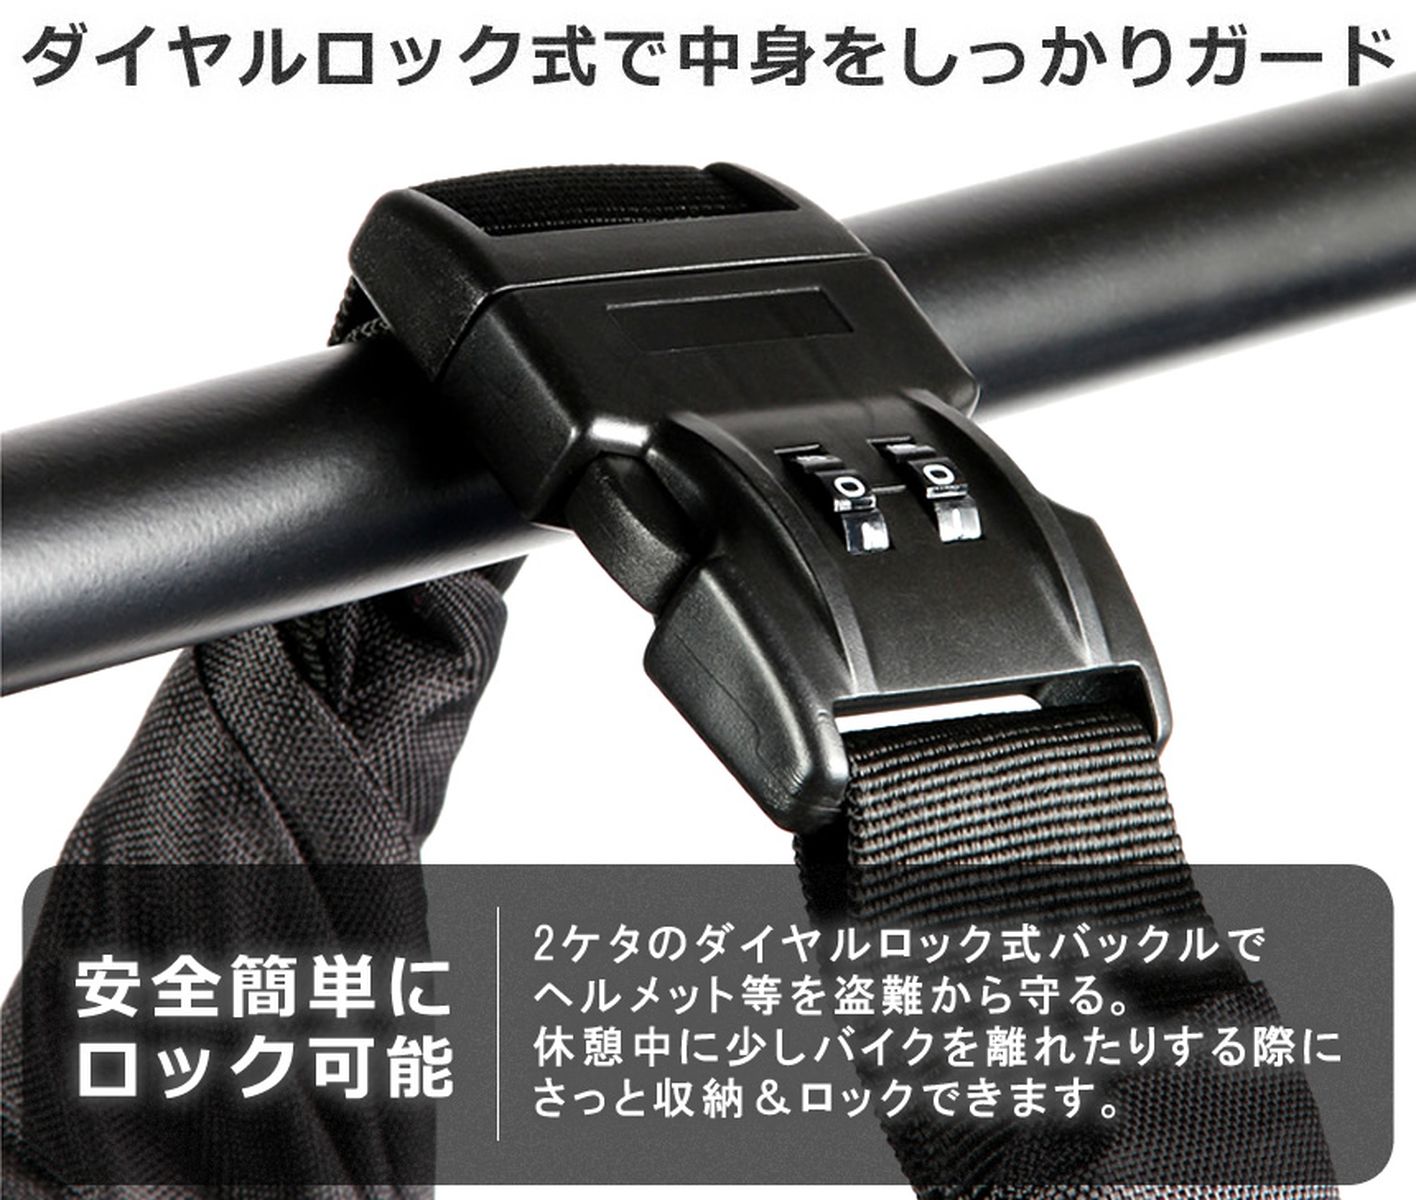 ダイヤルロック式で中身をしっかりガード
0 0
安全簡単に
ロック可能
2ケタのダイヤルロック式バックルで
ヘルメット等を盗難から守る。
休憩中に少しバイクを離れたりする際に
さっと収納＆ロックできます。